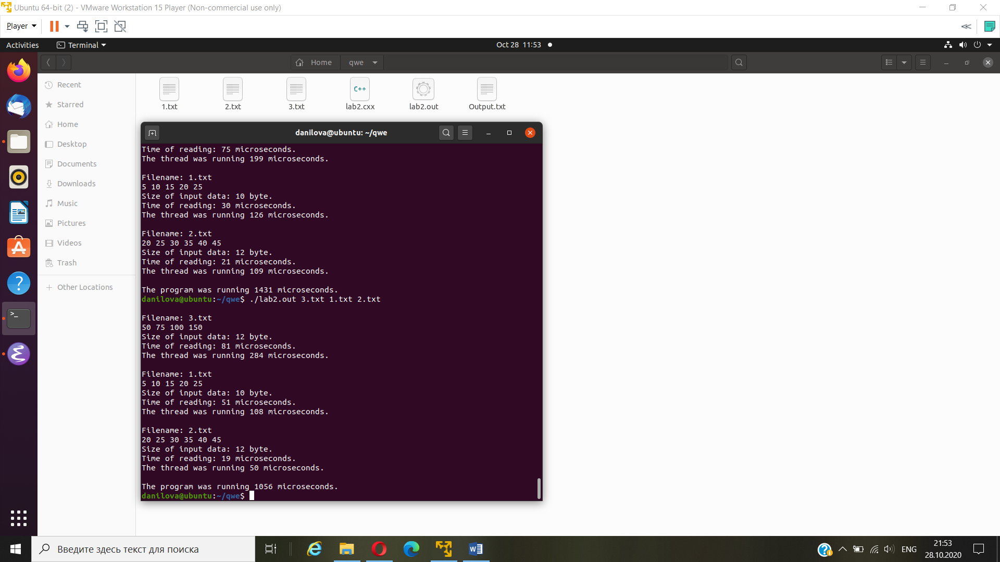 Ubuntu 64-bit (2) - VMware Workstation 15 Player (Non-commercial use only)
Player
Activities
Terminal
Oct 28 11:53
Home
qwe
Recent
Starred
Home
Desktop
Documents
Downloads
Music
Pictures
Videos
Trash
Other Locations
1.txt
2.txt
3.txt
C++
lab2.cxx
lab2.out
Output.txt
danilova@ubuntu: ~/qwe
Time of reading: 75 microseconds.
The thread was running 199 microseconds.
Filename: 1.txt
5 10 15 20 25
Size of input data: 10 byte.
Time of reading: 30 microseconds.
The thread was running 126 microseconds.
Filename: 2.txt
20 25 30 35 40 45
Size of input data: 12 byte.
Time of reading: 21 microseconds.
The thread was running 109 microseconds.
The program was running 1431 microseconds.
danilova@ubuntu:~/qwe$ ./lab2.out 3.txt 1.txt 2.txt
Filename: 3.txt
50 75 100 150
Size of input data: 12 byte.
Time of reading: 81 microseconds.
The thread was running 284 microseconds.
Filename: 1.txt
5 10 15 20 25
Size of input data: 10 byte.
Time of reading: 51 microseconds.
The thread was running 108 microseconds.
Filename: 2.txt
20 25 30 35 40 45
Size of input data: 12 byte.
Time of reading: 19 microseconds.
The thread was running 50 microseconds.
The program was running 1056 microseconds.
danilova@ubuntu:~/qwe$
Введите здесь текст для поиска
ENG
21:53
28.10.2020